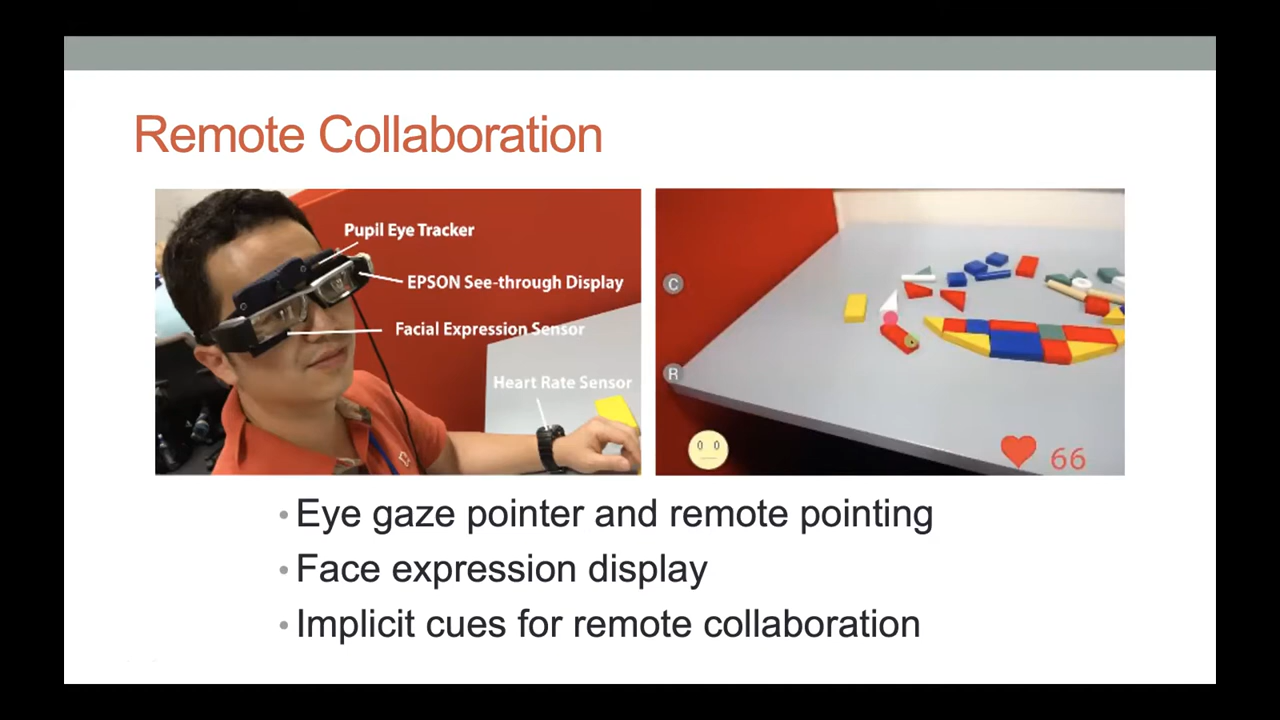 Remote Collaboration
Pupil Eye Tracker
EPSON See-through Display
Facial Expression Sensor
Heart Rate Sensor
C
R
66
• Eye gaze pointer and remote pointing
• Face expression display
• Implicit cues for remote collaboration